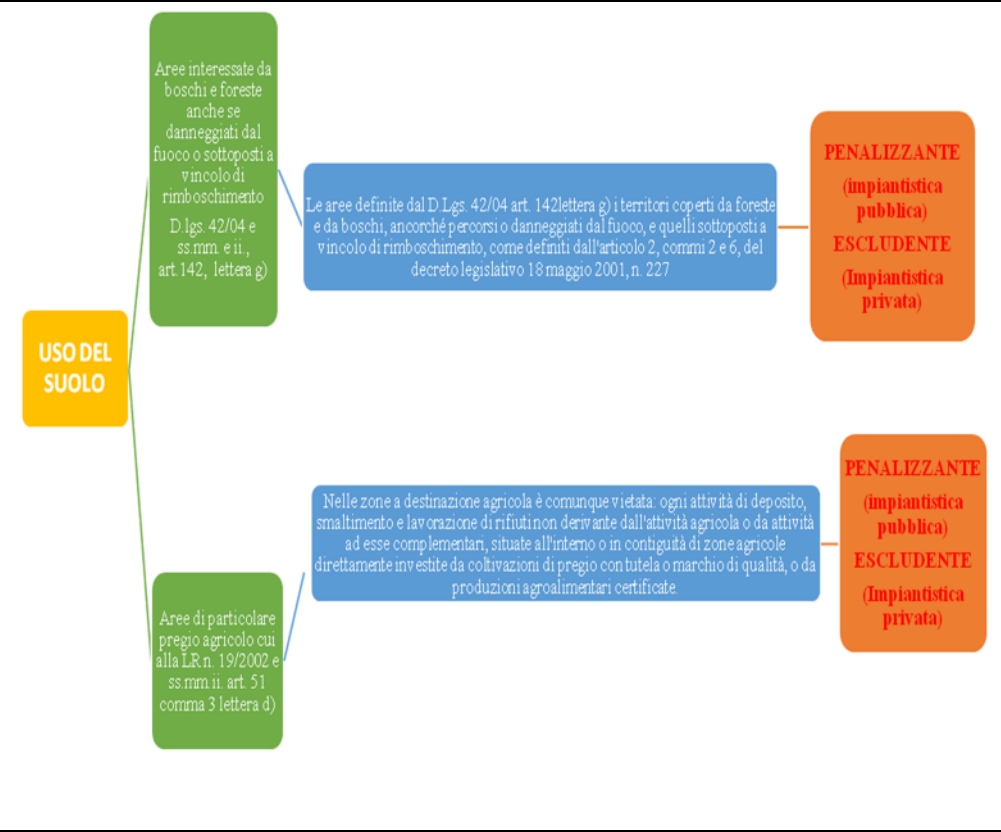 USO DEL
SUOLO
Aree interessate da
boschi e foreste
anche se
danneggiati dal
fuoco o sottoposti a
vincolo di
rimboschimento
D.lgs. 42/04 e
ss.mm. e ii.,
art.142, lettera g)
Le aree definite dal D.Lgs. 42/04 art. 142lettera g) i territori coperti da foreste
e da boschi, ancorché percorsi o danneggiati dal fuoco, e quelli sottoposti a
vincolo di rimboschimento, come definiti dall'articolo 2, commi 2 e 6, del
decreto legislativo 18 maggio 2001, n. 227
PENALIZZANTE
(impiantistica
pubblica)
ESCLUDENTE
(Impiantistica
privata)
Aree di particolare
pregio agricolo cui
alla LR n. 19/2002 e
ss.mm.ii. art. 51
comma 3 lettera d)
Nelle zone a destinazione agricola è comunque vietata: ogni attività di deposito,
smaltimento e lavorazione di rifiuti non derivante dall'attività agricola o da attività
ad esse complementari, situate all'interno o in contiguità di zone agricole
direttamente investite da coltivazioni di pregio con tutela o marchio di qualità, o da
produzioni agroalimentari certificate.
PENALIZZANTE
(impiantistica
pubblica)
ESCLUDENTE
(Impiantistica
privata)